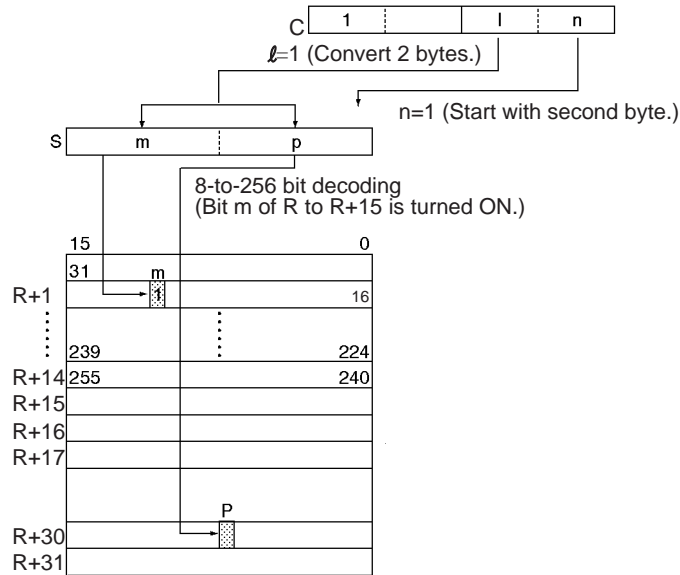 C 1 l n
ℓ=1 (Convert 2 bytes.)
n=1 (Start with second byte.)
S m p
8-to-256 bit decoding
(Bit m of R to R+15 is turned ON.)
15 0
31 m
R+1 1 16
239 224
R+14 255 240
R+15
R+16
R+17
P
R+30
R+31